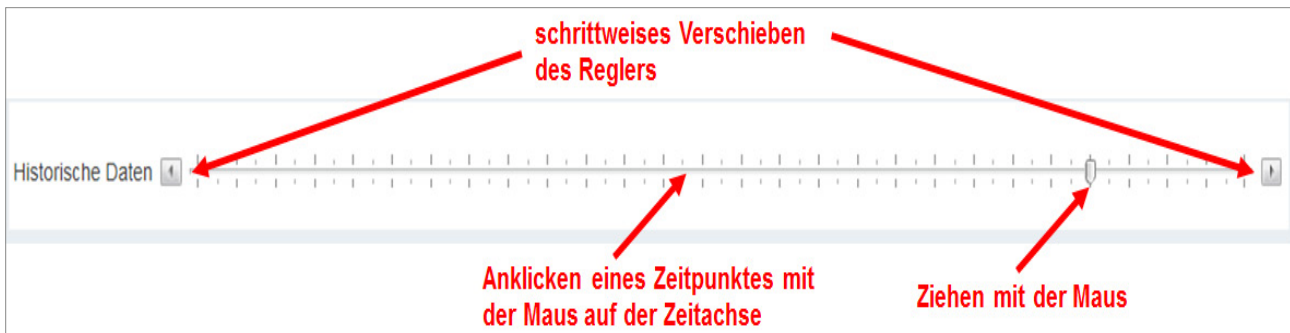 schrittweises Verschieben
des Reglers
Historische Daten
Anklicken eines Zeitpunktes mit
der Maus auf der Zeitachse
Ziehen mit der Maus